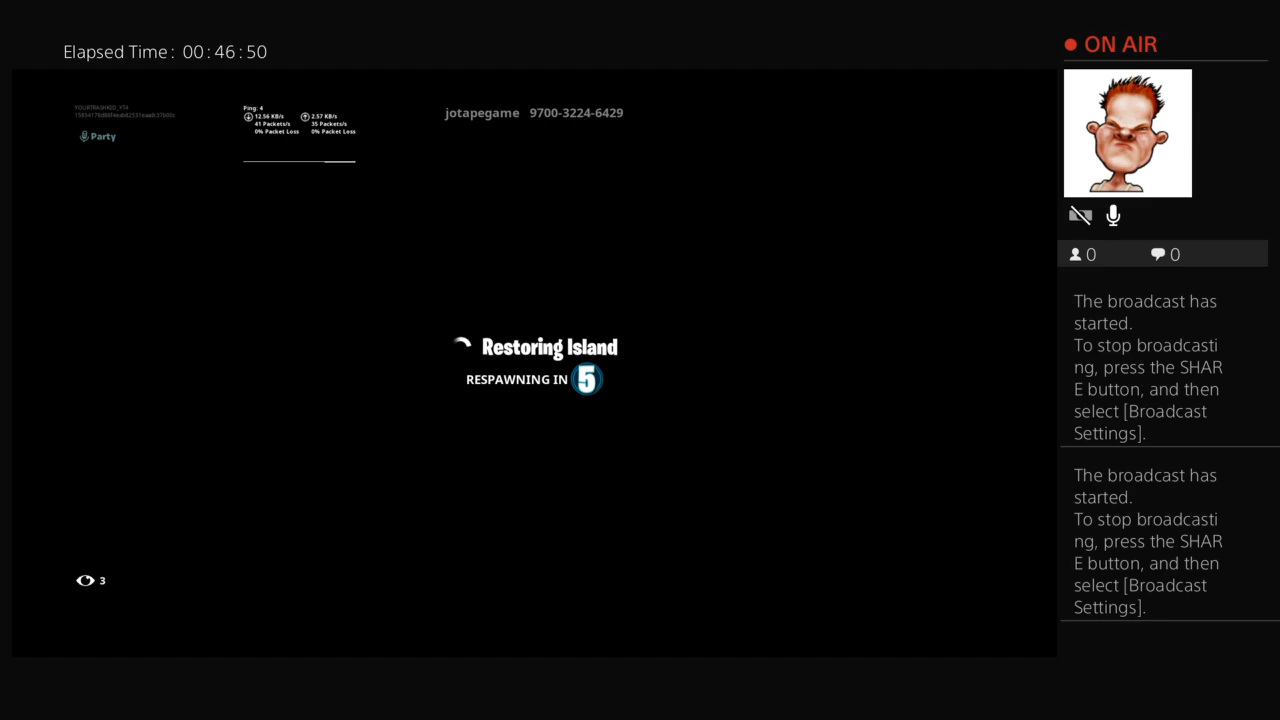 Elapsed Time: 00:46:50
ON AIR
Ping: 4
12.56 KB/s
2.57 KB/s
41 Packets/s
35 Packets/s
0% Packet Loss
0% Packet Loss
jotapegame 9700-3224-6429
Party
0
0
The broadcast has
started.
To stop broadcasti
ng, press the SHAR
E button, and then
select [Broadcast
Settings].
Restoring Island
RESPAWNING IN 5
The broadcast has
started.
To stop broadcasti
ng, press the SHAR
E button, and then
select [Broadcast
Settings].
3